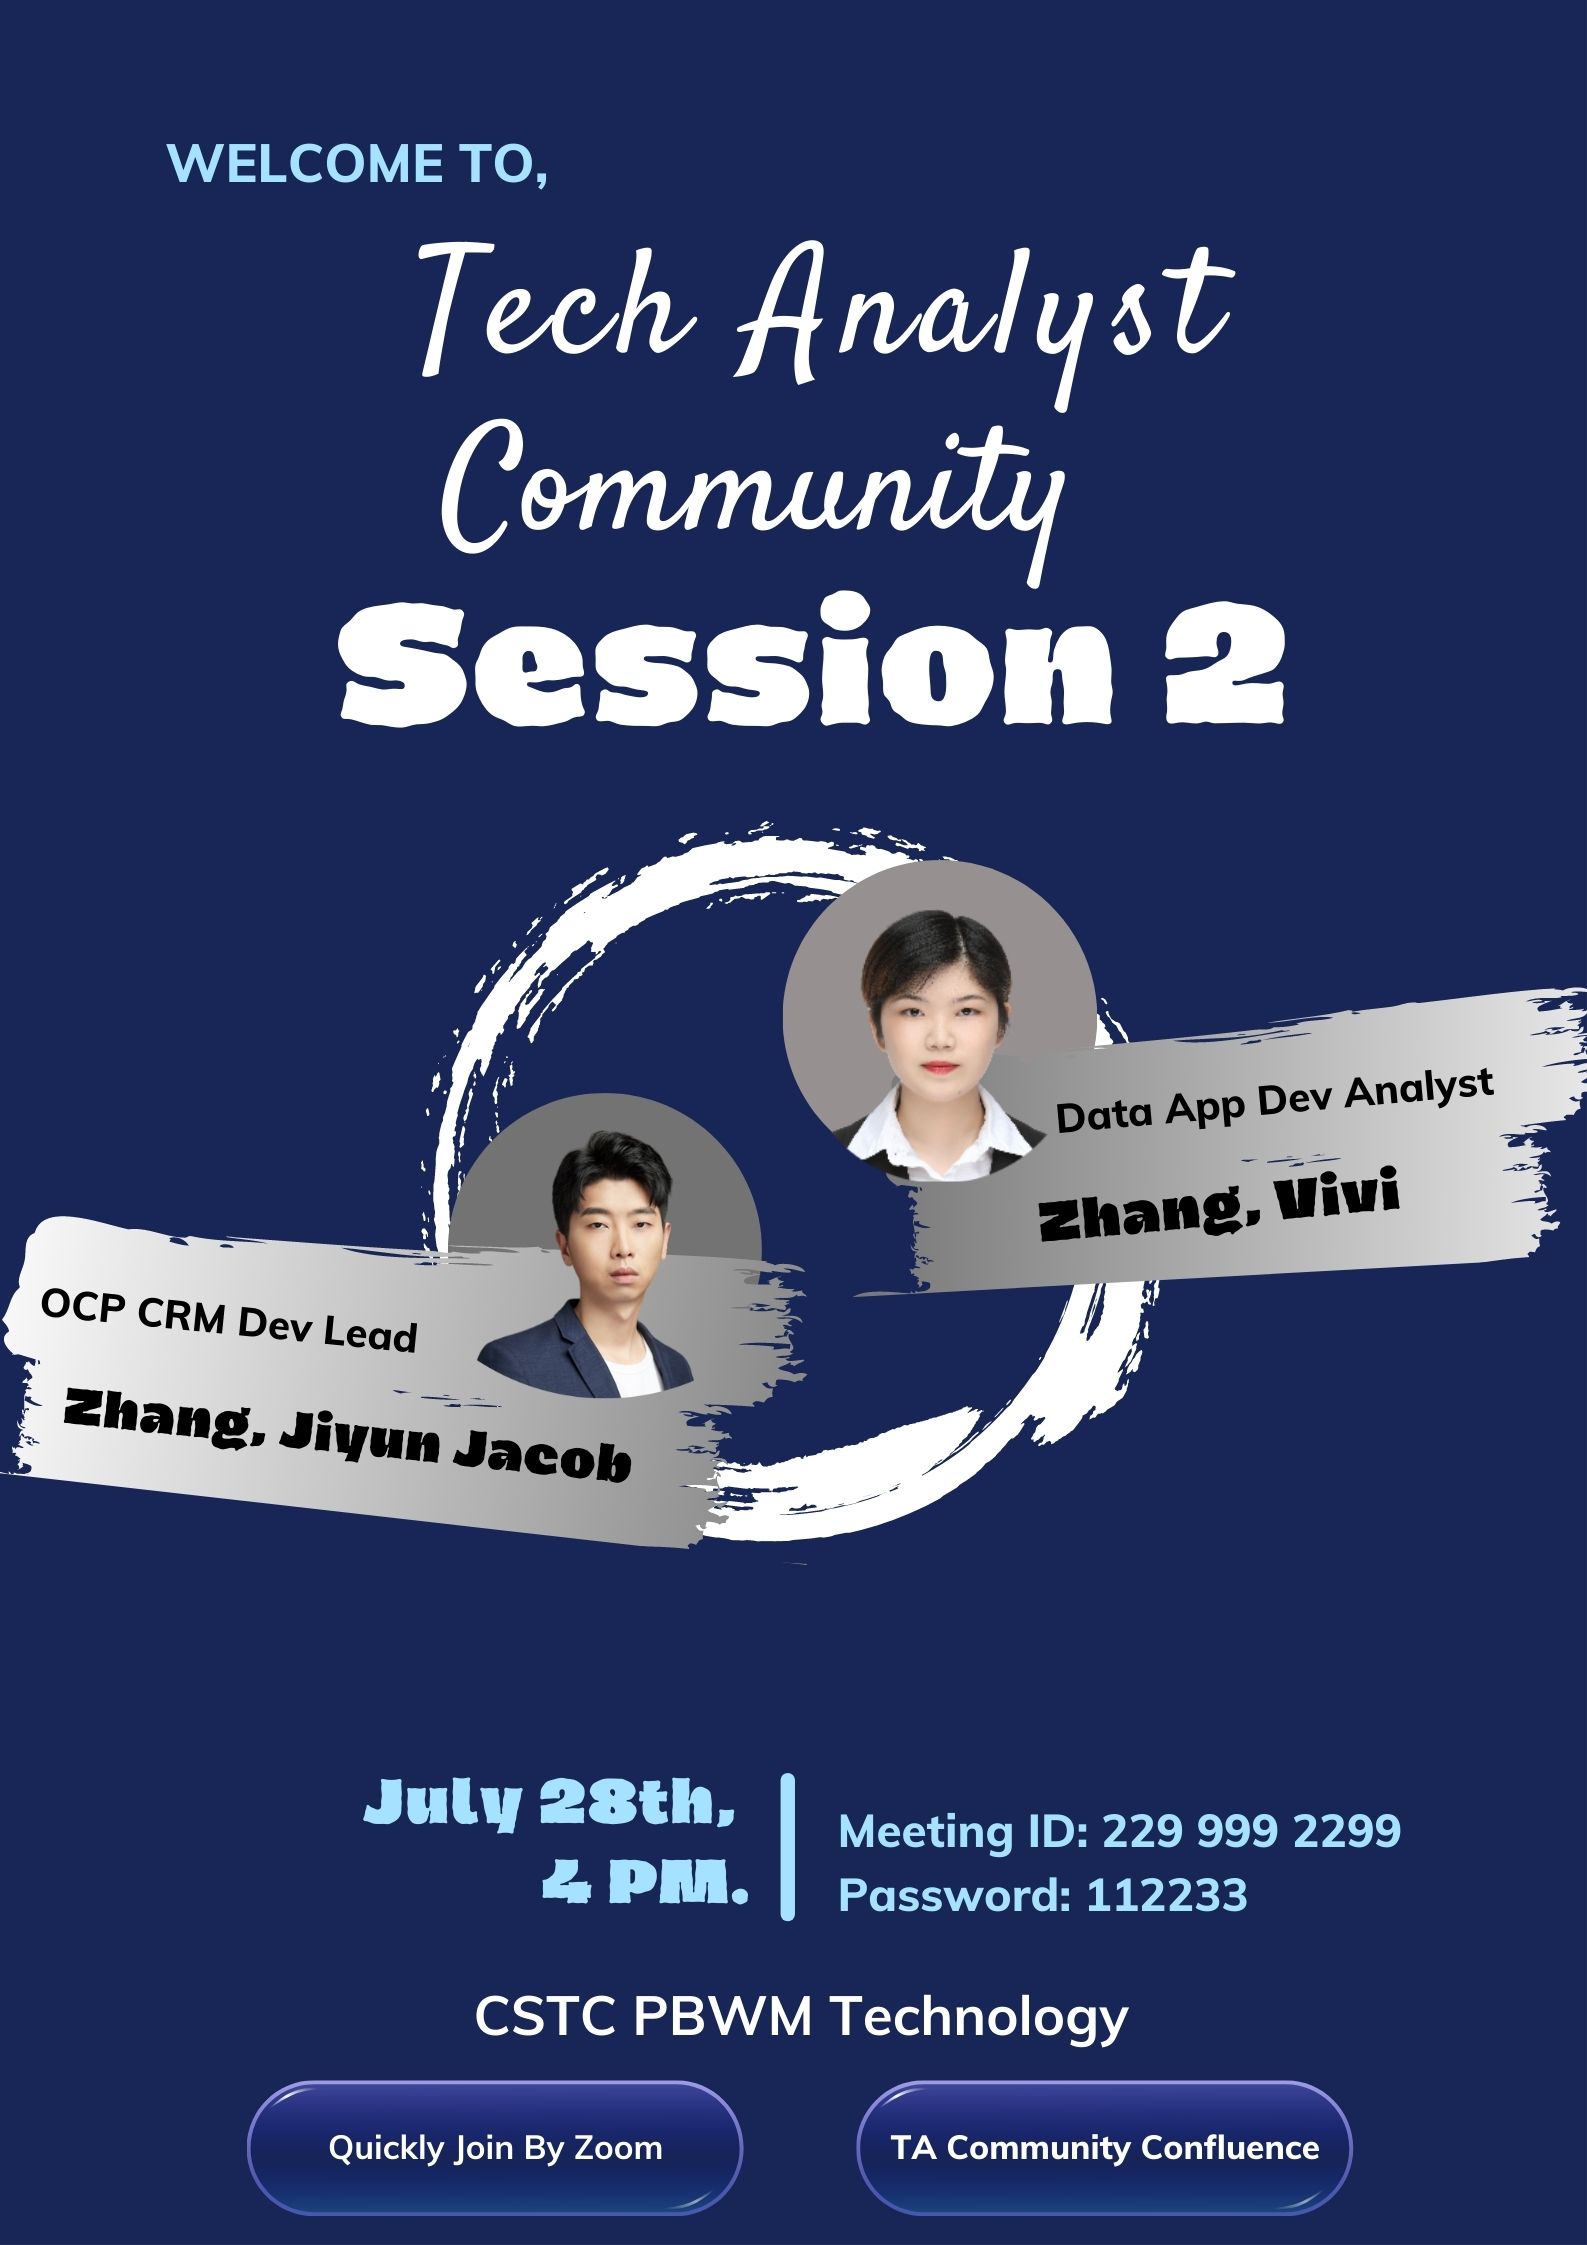 WELCOME TO,
Tech Analyst
Community
Session 2
Data App Dev Analyst
Zhang, Vivi
OCP CRM Dev Lead
Zhang, Jiyun Jacob
July 28th,
4 PM.
Meeting ID: 229 999 2299
Password: 112233
CSTC PBWM Technology
Quickly Join By Zoom
TA Community Confluence